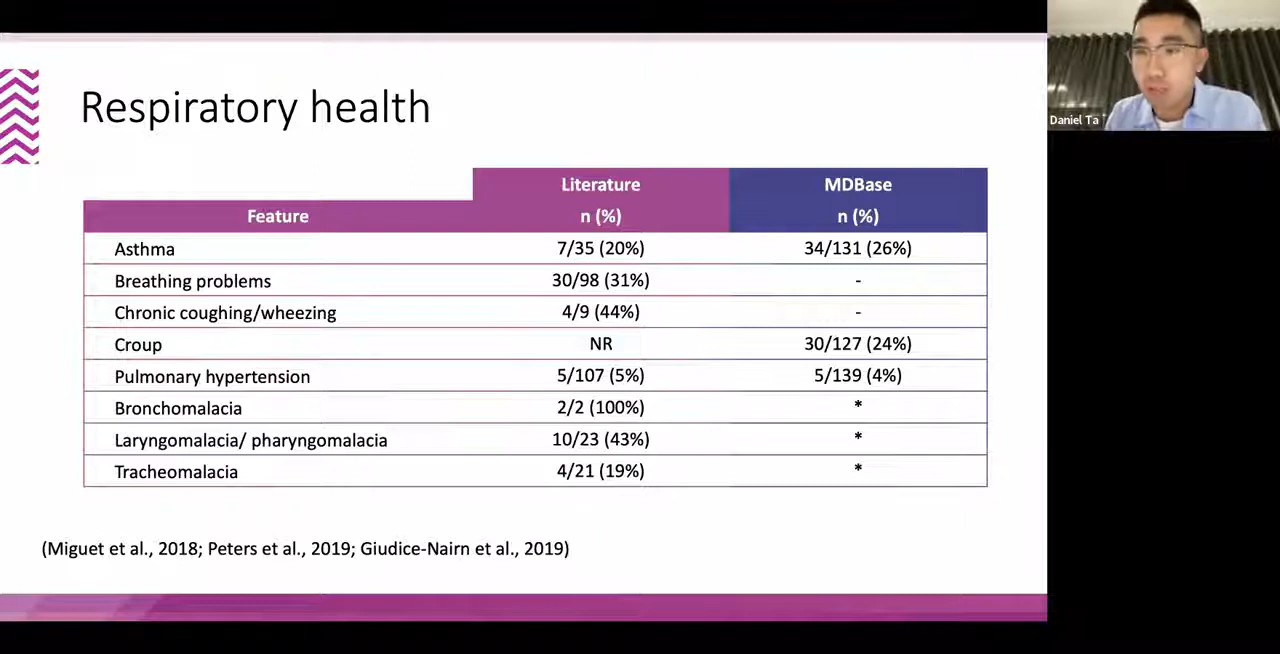 Respiratory health
Daniel Ta
Literature MDBase
Feature n (%) n (%)
Asthma 7/35 (20%) 34/131 (26%)
Breathing problems 30/98 (31%) -
Chronic coughing/wheezing 4/9 (44%) -
Croup NR 30/127 (24%)
Pulmonary hypertension 5/107 (5%) 5/139 (4%)
Bronchomalacia 2/2 (100%) *
Laryngomalacia/ pharyngomalacia 10/23 (43%) *
Tracheomalacia 4/21 (19%) *
(Miguet et al., 2018; Peters et al., 2019; Giudice-Nairn et al., 2019)